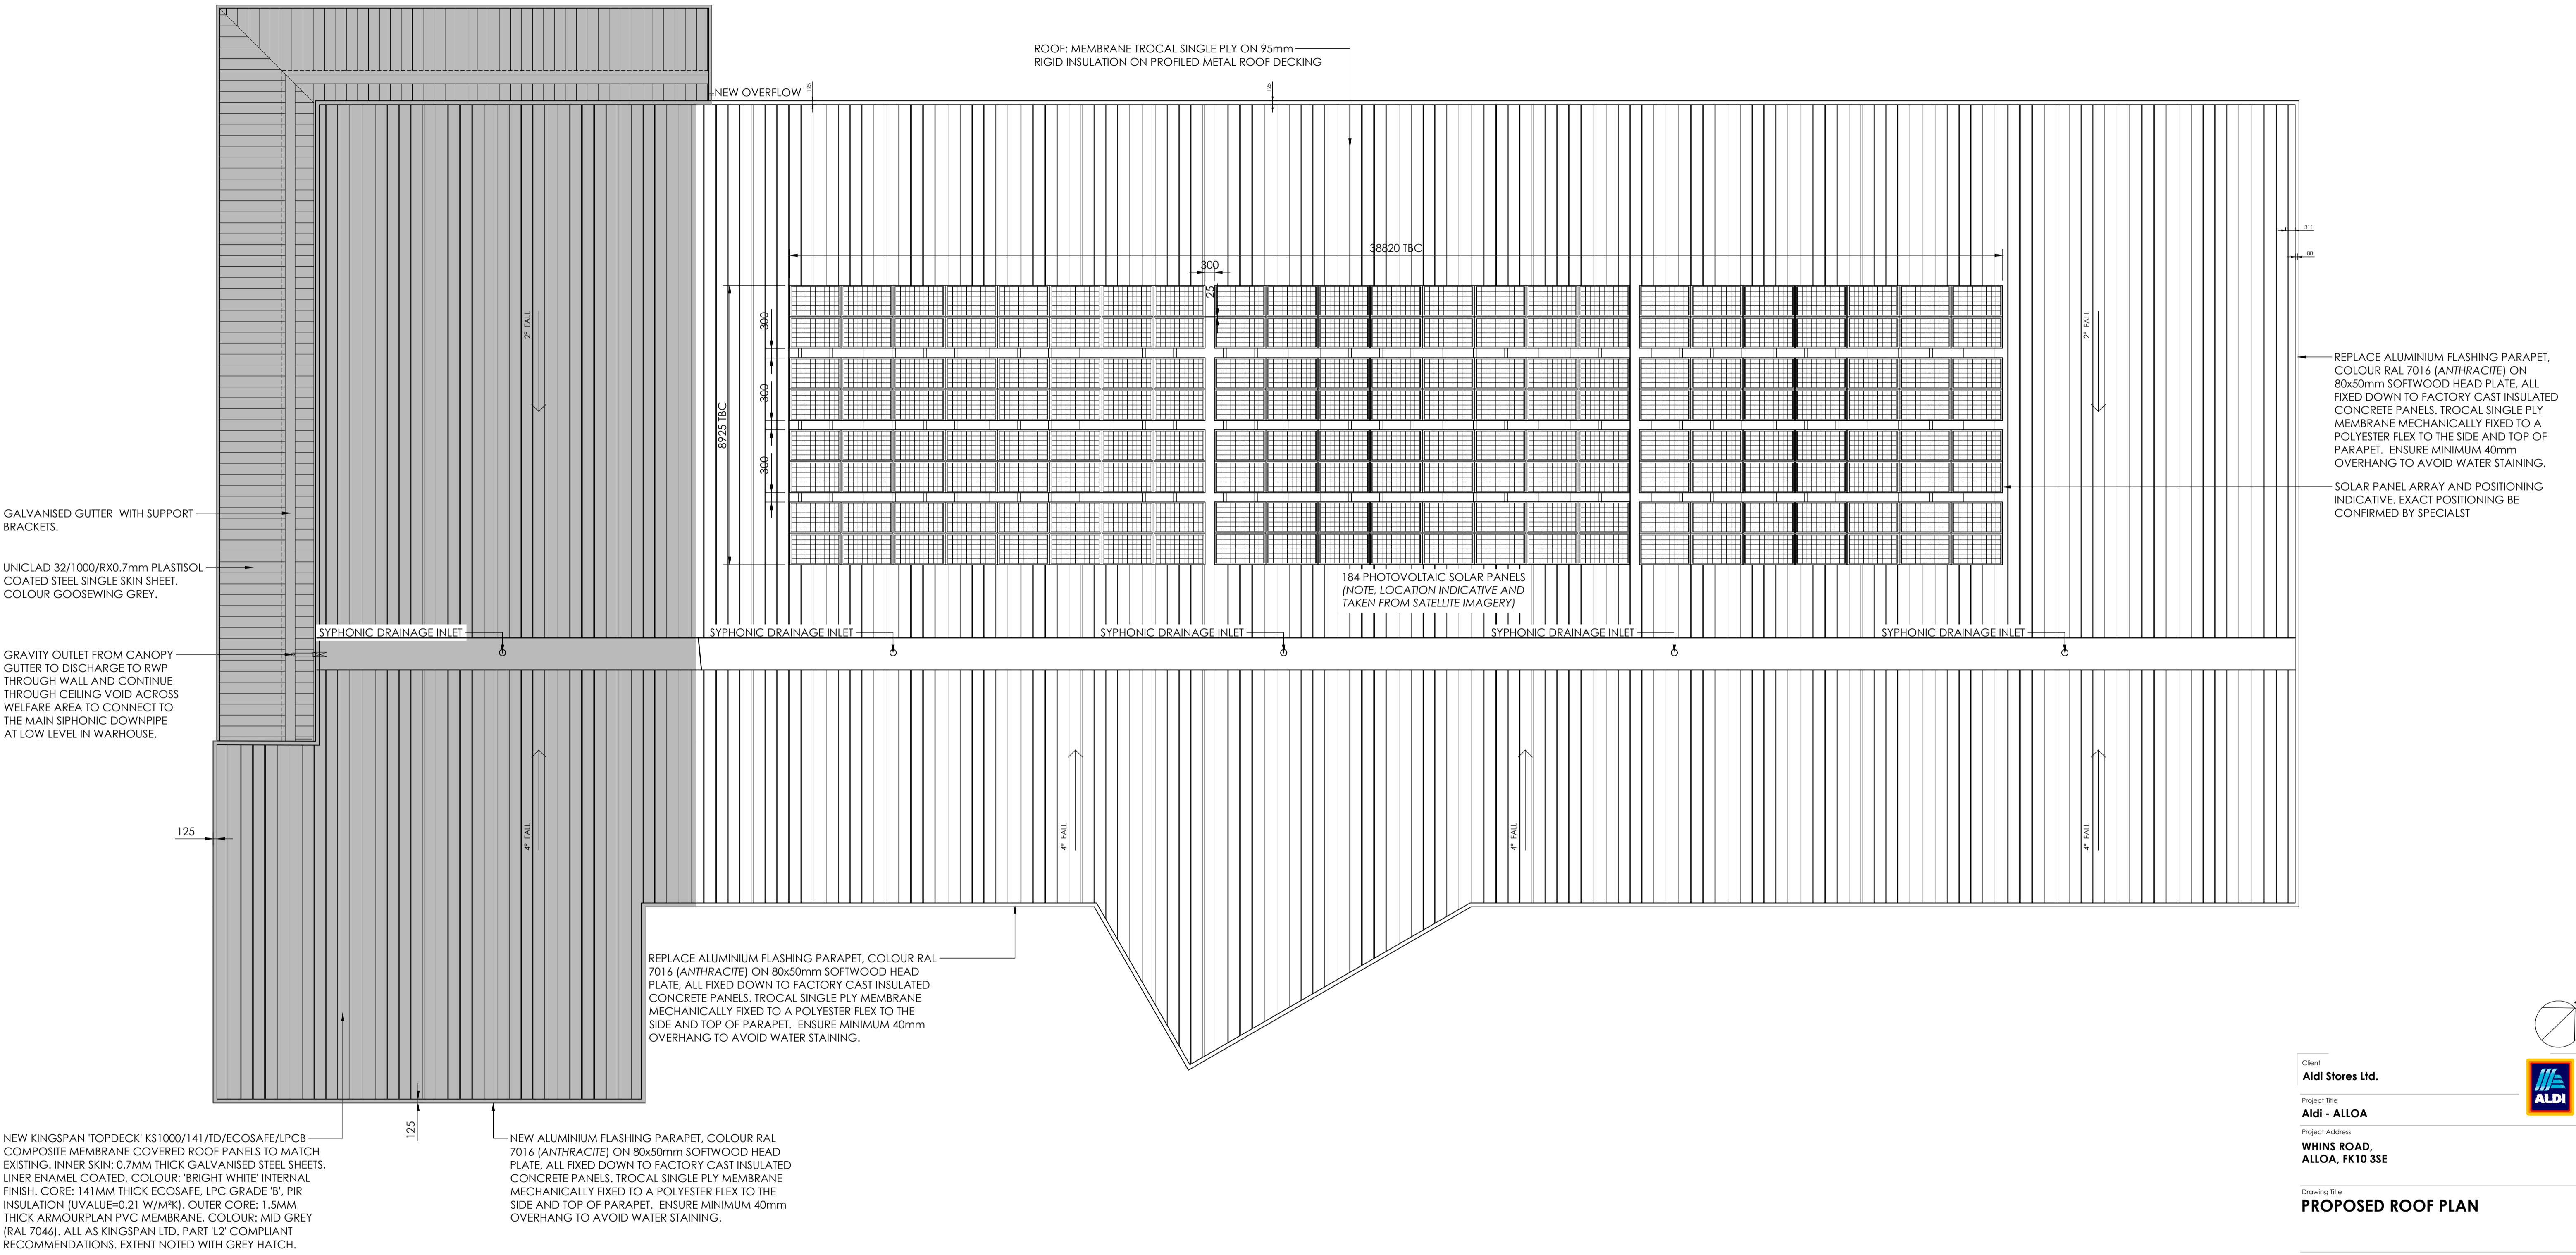 ROOF: MEMBRANE TROCAL SINGLE PLY ON 95mm
RIGID INSULATION ON PROFILED METAL ROOF DECKING
NEW OVERFLOW
125
125
38820 TBC
300
25
311
80
2° FALL
2° FALL
300
300
300
8925 TBC
REPLACE ALUMINIUM FLASHING PARAPET,
COLOUR RAL 7016 (ANTHRACITE) ON
80x50mm SOFTWOOD HEAD PLATE, ALL
FIXED DOWN TO FACTORY CAST INSULATED
CONCRETE PANELS. TROCAL SINGLE PLY
MEMBRANE MECHANICALLY FIXED TO A
POLYESTER FLEX TO THE SIDE AND TOP OF
PARAPET. ENSURE MINIMUM 40mm
OVERHANG TO AVOID WATER STAINING.
SOLAR PANEL ARRAY AND POSITIONING
INDICATIVE. EXACT POSITIONING BE
CONFIRMED BY SPECIALST
GALVANISED GUTTER WITH SUPPORT
BRACKETS.
UNICLAD 32/1000/RX0.7mm PLASTISOL
COATED STEEL SINGLE SKIN SHEET.
COLOUR GOOSEWING GREY.
184 PHOTOVOLTAIC SOLAR PANELS
(NOTE, LOCATION INDICATIVE AND
TAKEN FROM SATELLITE IMAGERY)
SYPHONIC DRAINAGE INLET
SYPHONIC DRAINAGE INLET
SYPHONIC DRAINAGE INLET
SYPHONIC DRAINAGE INLET
SYPHONIC DRAINAGE INLET
GRAVITY OUTLET FROM CANOPY
GUTTER TO DISCHARGE TO RWP
THROUGH WALL AND CONTINUE
THROUGH CEILING VOID ACROSS
WELFARE AREA TO CONNECT TO
THE MAIN SIPHONIC DOWNPIPE
AT LOW LEVEL IN WARHOUSE.
125
4° FALL
4° FALL
4° FALL
4° FALL
REPLACE ALUMINIUM FLASHING PARAPET, COLOUR RAL
7016 (ANTHRACITE) ON 80x50mm SOFTWOOD HEAD
PLATE, ALL FIXED DOWN TO FACTORY CAST INSULATED
CONCRETE PANELS. TROCAL SINGLE PLY MEMBRANE
MECHANICALLY FIXED TO A POLYESTER FLEX TO THE
SIDE AND TOP OF PARAPET. ENSURE MINIMUM 40mm
OVERHANG TO AVOID WATER STAINING.
125
NEW KINGSPAN 'TOPDECK' KS1000/141/TD/ECOSAFE/LPCB
COMPOSITE MEMBRANE COVERED ROOF PANELS TO MATCH
EXISTING. INNER SKIN: 0.7MM THICK GALVANISED STEEL SHEETS,
LINER ENAMEL COATED, COLOUR: 'BRIGHT WHITE' INTERNAL
FINISH. CORE: 141MM THICK ECOSAFE, LPC GRADE 'B', PIR
INSULATION (UVALUE=0.21 W/M²K). OUTER CORE: 1.5MM
THICK ARMOURPLAN PVC MEMBRANE, COLOUR: MID GREY
(RAL 7046). ALL AS KINGSPAN LTD. PART 'L2' COMPLIANT
RECOMMENDATIONS. EXTENT NOTED WITH GREY HATCH.
NEW ALUMINIUM FLASHING PARAPET, COLOUR RAL
7016 (ANTHRACITE) ON 80x50mm SOFTWOOD HEAD
PLATE, ALL FIXED DOWN TO FACTORY CAST INSULATED
CONCRETE PANELS. TROCAL SINGLE PLY MEMBRANE
MECHANICALLY FIXED TO A POLYESTER FLEX TO THE
SIDE AND TOP OF PARAPET. ENSURE MINIMUM 40mm
OVERHANG TO AVOID WATER STAINING.
Client
Aldi Stores Ltd.
ALDI
Project Title
Aldi - ALLOA
Project Address
WHINS ROAD,
ALLOA, FK10 3SE
Drawing Title
PROPOSED ROOF PLAN